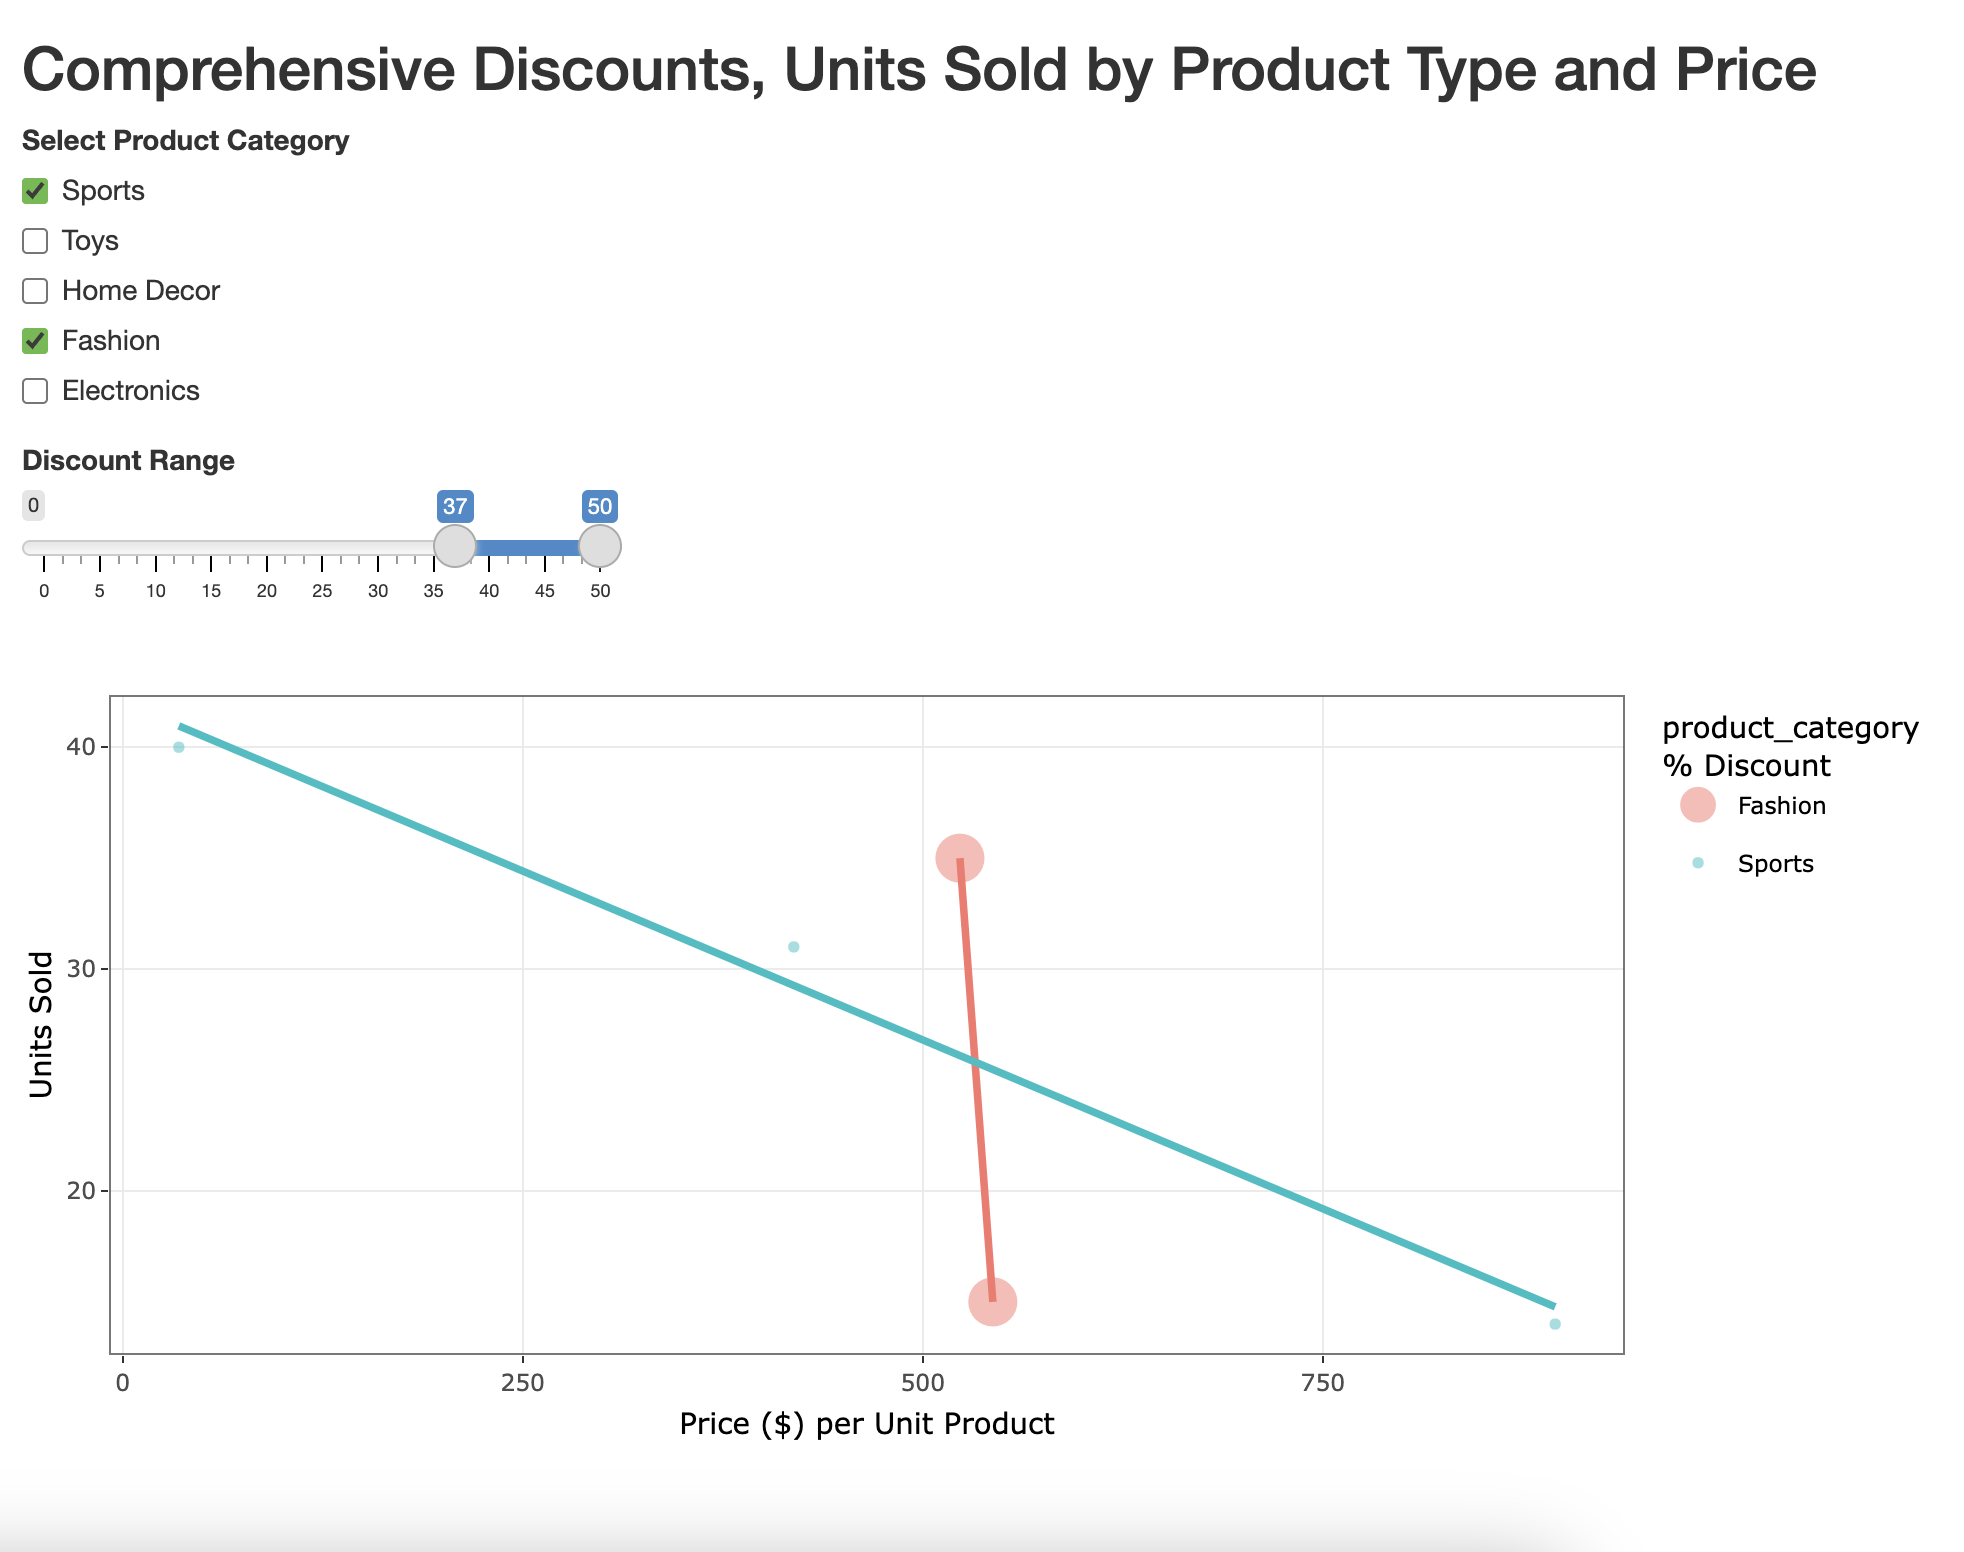 Comprehensive Discounts, Units Sold by Product Type and Price
Select Product Category
Sports
Toys
Home Decor
Fashion
Electronics
Discount Range
0 37 50
0 5 10 15 20 25 30 35 40 45 50
product_category
% Discount
Fashion
Sports
40
30
20
Units Sold
0 250 500 750
Price ($) per Unit Product